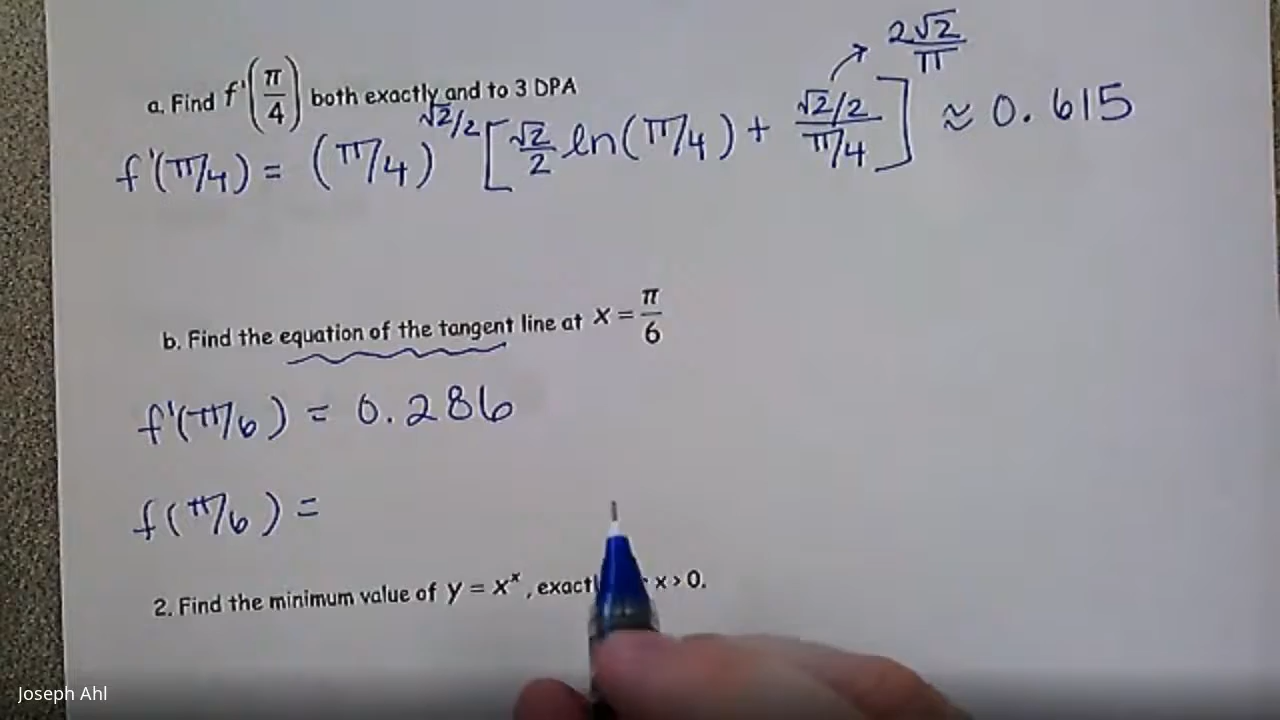 a. Find f'(π/4) both exactly and to 3 DPA
f'(π/4) = (π/4)^(√2/2) [√2/2 ln(π/4) + (√2/2)/(π/4)] ≈ 0.615
→ 2√2/π
b. Find the equation of the tangent line at x = π/6
f'(π/6) = 0.286
f(π/6) =
2. Find the minimum value of y = x^x, x > 0.
Joseph Ahl